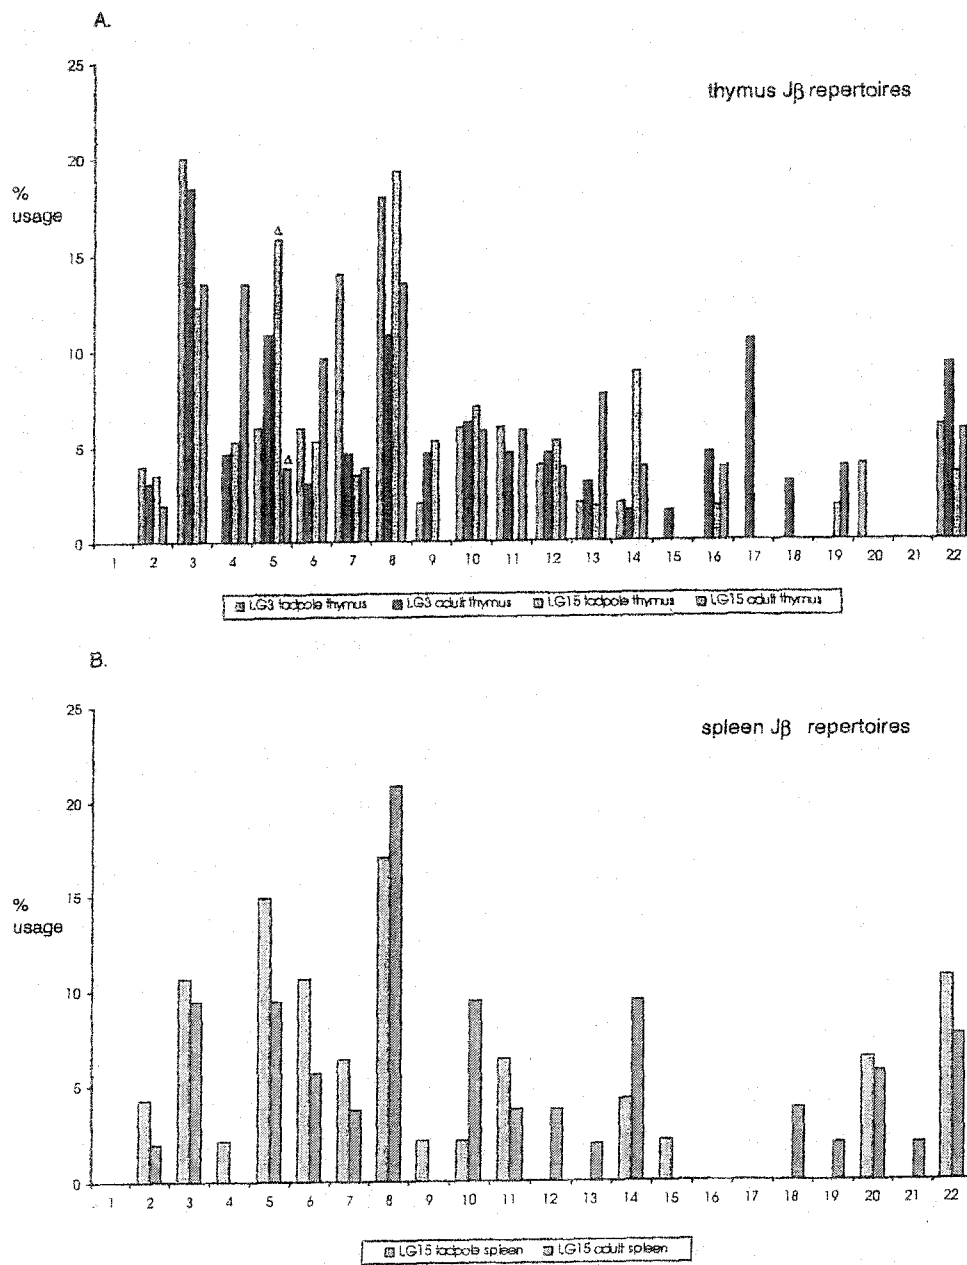 A.
thymus Jβ repertoires
% usage
25
20
15
10
5
0
Δ
Δ
1 2 3 4 5 6 7 8 9 10 11 12 13 14 15 16 17 18 19 20 21 22
LG3 tadpole thymus LG3 adult thymus LG15 tadpole thymus LG15 adult thymus
B.
spleen Jβ repertoires
% usage
25
20
15
10
5
0
1 2 3 4 5 6 7 8 9 10 11 12 13 14 15 16 17 18 19 20 21 22
LG15 tadpole spleen LG15 adult spleen